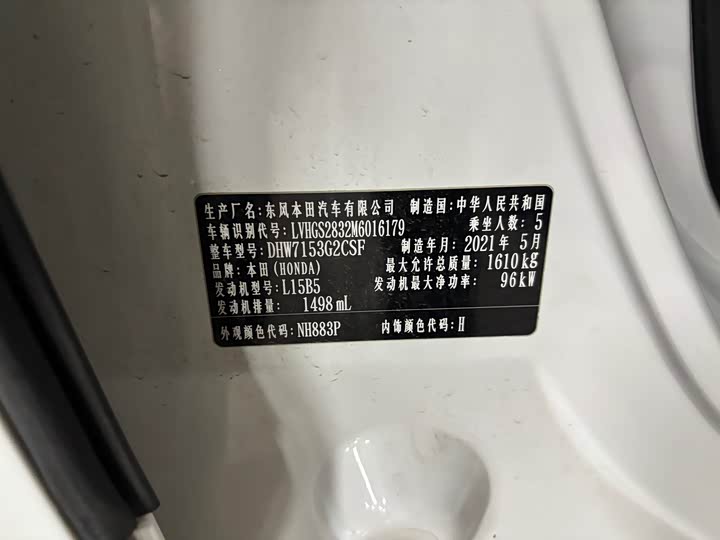 生产厂名:东风本田汽车有限公司 制造国:中华人民共和国
车辆识别代号:LVHGS2832M6016179 乘坐人数:5
整车型号:DHW7153G2CSF 制造年月:2021年5月
品牌:本田(HONDA) 最大允许总质量:1610kg
发动机型号:L15B5 发动机最大净功率:96kW
发动机排量:1498mL
外观颜色代码:NH883P 内饰颜色代码:H